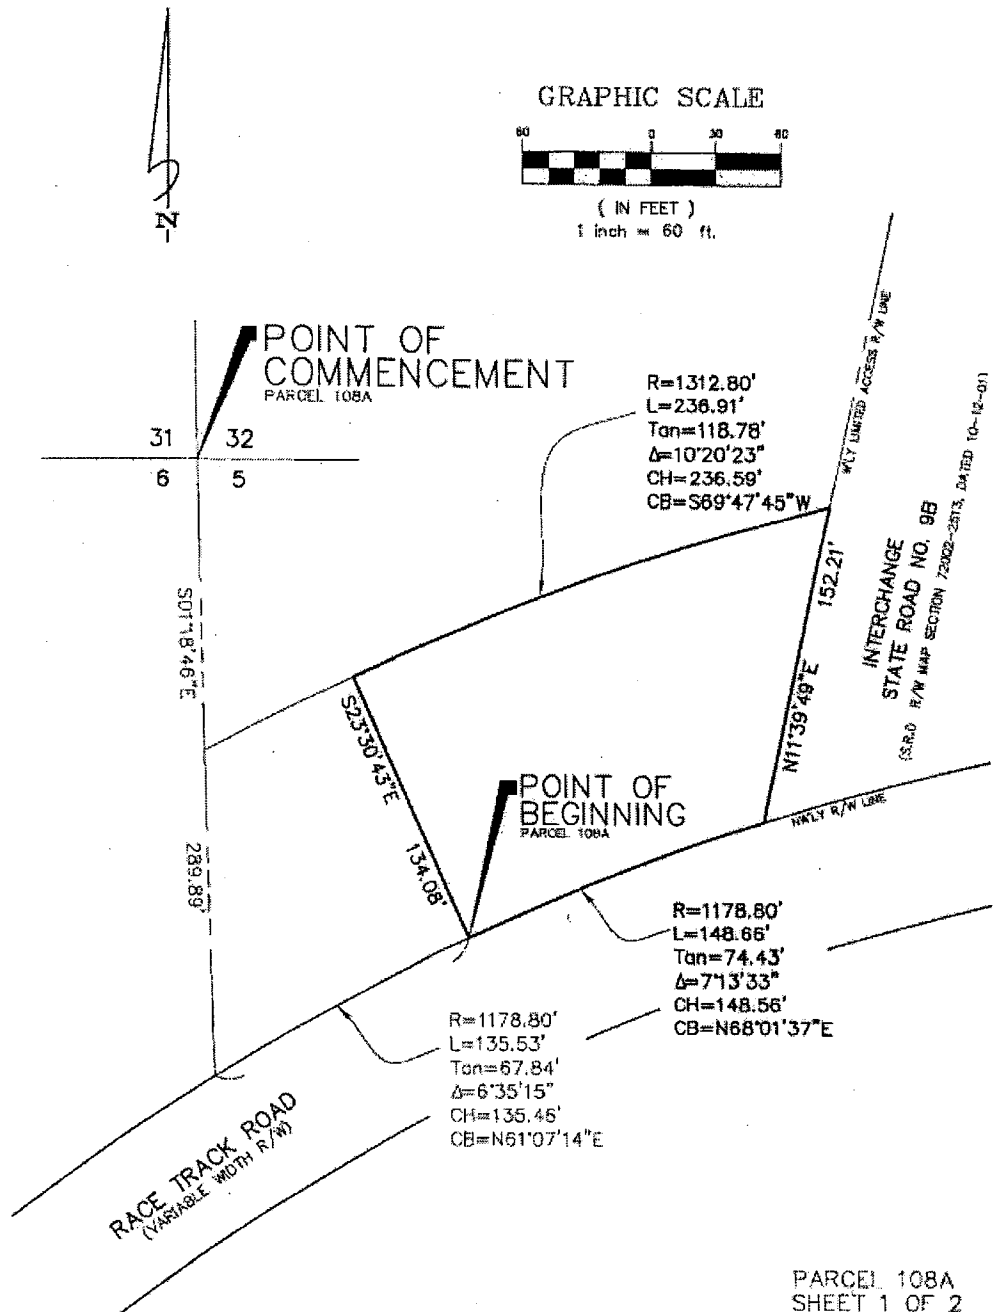 GRAPHIC SCALE
60 0 30 60
( IN FEET )
1 inch = 60 ft.
N
POINT OF
COMMENCEMENT
PARCEL 108A
31 32
6 5
R=1312.80'
L=236.91'
Tan=118.78'
Δ=10°20'23"
CH=236.59'
CB=S69°47'45"W
W'LY LIMITED ACCESS R/W LINE
INTERCHANGE
STATE ROAD NO. 9B
(S.R.D R/W MAP SECTION 72002-2513, DATED 10-12-01)
152.21'
N11°39'49"E
S01°18'46"E
289.89'
S23°30'43"E
134.08'
POINT OF
BEGINNING
PARCEL 108A
NW'LY R/W LINE
R=1178.80'
L=148.66'
Tan=74.43'
Δ=7°13'33"
CH=148.56'
CB=N68°01'37"E
R=1178.80'
L=135.53'
Tan=67.84'
Δ=6°35'15"
CH=135.46'
CB=N61°07'14"E
RACE TRACK ROAD
(VARIABLE WIDTH R/W)
PARCEL 108A
SHEET 1 OF 2